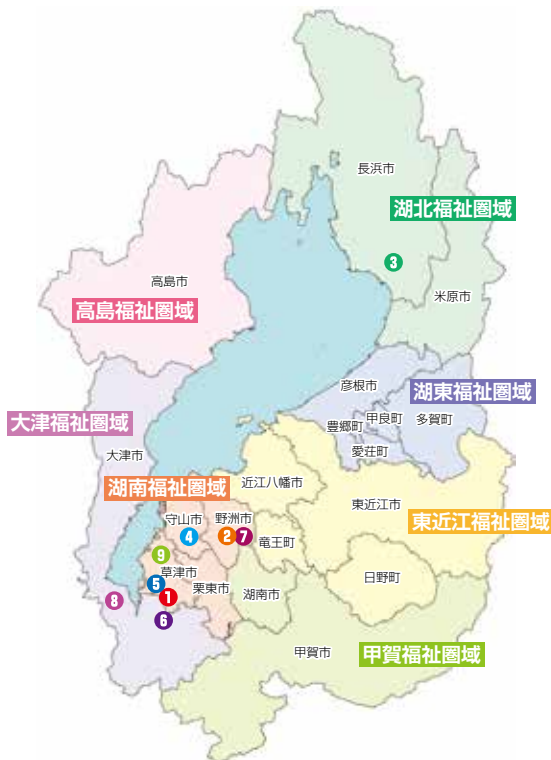 長浜市
湖北福祉圏域
3
高島市
米原市
高島福祉圏域
彦根市
湖東福祉圏域
甲良町
多賀町
豊郷町
大津福祉圏域
愛荘町
大津市
湖南福祉圏域
近江八幡市
東近江市
守山市
野洲市
東近江福祉圏域
4
2
7
竜王町
9
草津市
日野町
5
栗東市
湖南市
1
8
6
甲賀市
甲賀福祉圏域